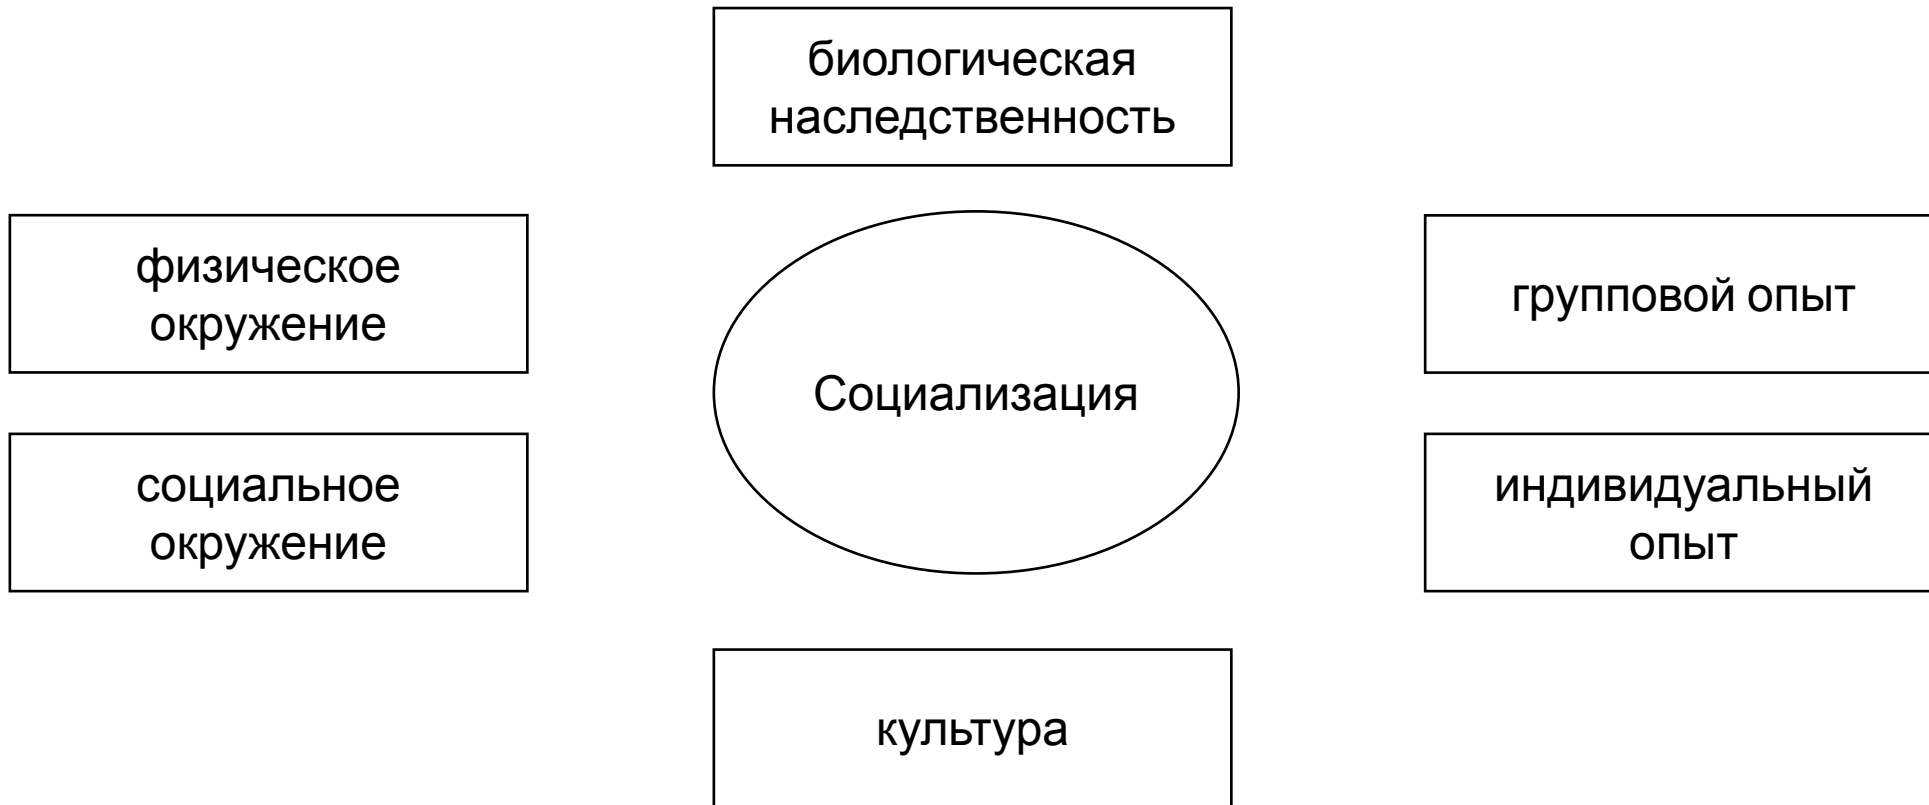 биологическая
наследственность
физическое
окружение
групповой опыт
Социализация
социальное
окружение
индивидуальный
опыт
культура